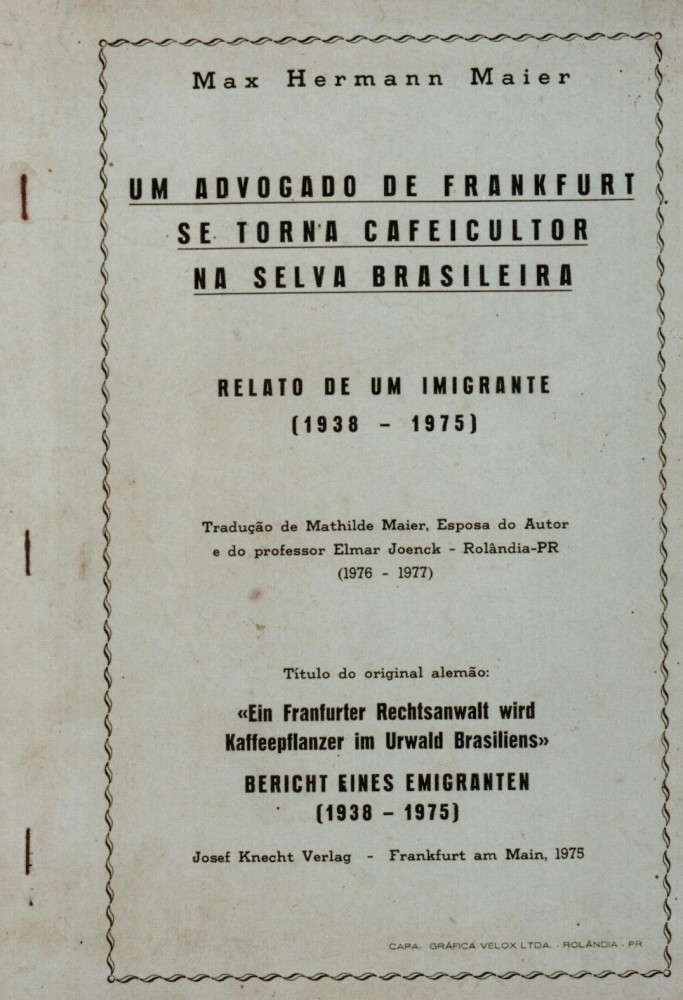 Max Hermann Maier
UM ADVOGADO DE FRANKFURT
SE TORNA CAFEICULTOR
NA SELVA BRASILEIRA
RELATO DE UM IMIGRANTE
(1938 - 1975)
Tradução de Mathilde Maier, Esposa do Autor
e do professor Elmar Joenck - Rolândia-PR
(1976 - 1977)
Título do original alemão:
«Ein Franfurter Rechtsanwalt wird
Kaffeepflanzer im Urwald Brasiliens»
BERICHT EINES EMIGRANTEN
(1938 - 1975)
Josef Knecht Verlag - Frankfurt am Main, 1975
CAPA: GRÁFICA VELOX LTDA. - ROLÂNDIA - PR